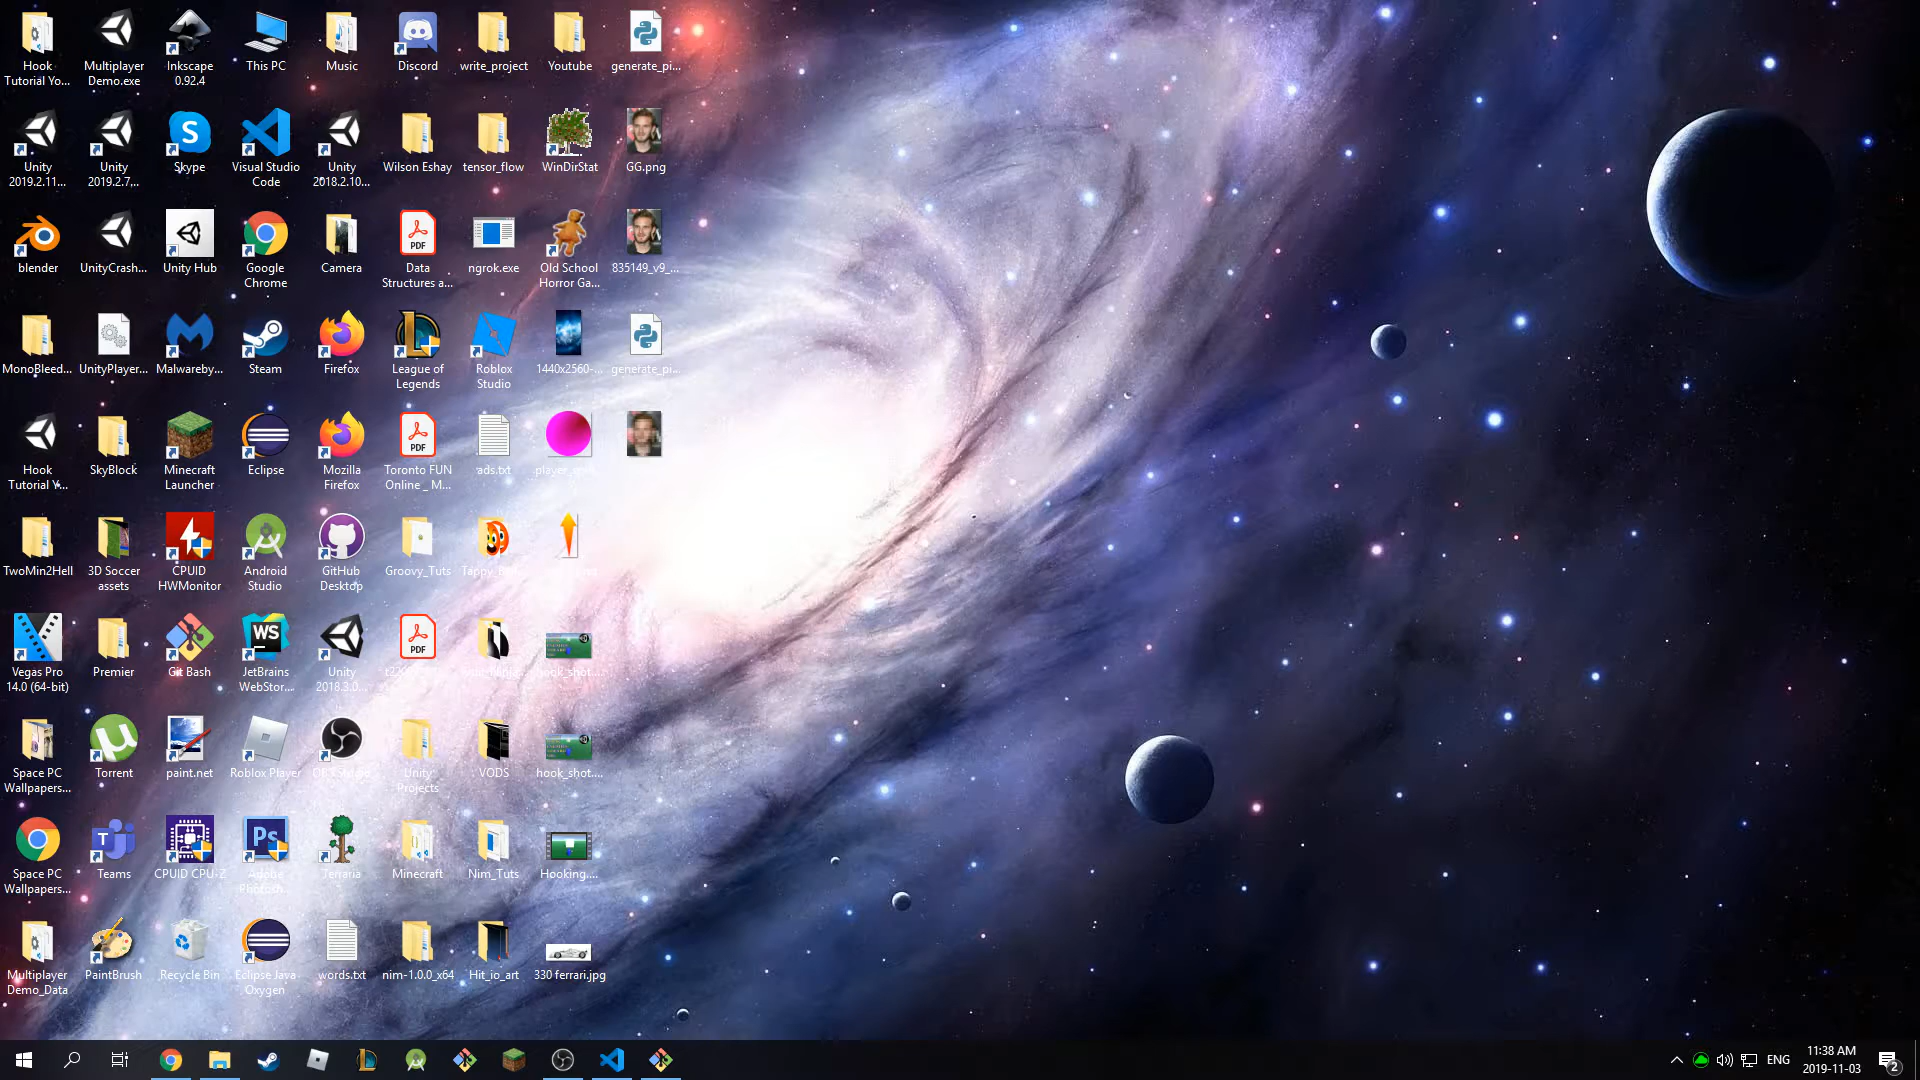 Hook
Tutorial Yo...
Multiplayer
Demo.exe
Inkscape
0.92.4
This PC
Music
Discord
write_project
Youtube
generate_pi...
Unity
2019.2.11...
Unity
2019.2.7,...
Skype
Visual Studio
Code
Unity
2018.2.10...
Wilson Eshay
tensor_flow
WinDirStat
GG.png
blender
UnityCrash...
Unity Hub
Google
Chrome
Camera
PDF
Data
Structures a...
ngrok.exe
Old School
Horror Ga...
835149_v9_...
MonoBleed...
UnityPlayer...
Malwareby...
Steam
Firefox
League of
Legends
Roblox
Studio
1440x2560-...
generate_pi...
Hook
Tutorial Y...
SkyBlock
Minecraft
Launcher
Eclipse
Mozilla
Firefox
PDF
Toronto FUN
Online _ M...
ads.txt
TwoMin2Hell
3D Soccer
assets
CPUID
HWMonitor
Android
Studio
GitHub
Desktop
Groovy_Tuts
Vegas Pro
14.0 (64-bit)
Premier
Git Bash
WS
JetBrains
WebStor...
Unity
2018.3.0...
PDF
hook_shot....
Space PC
Wallpapers...
Torrent
paint.net
Roblox Player
Unity
Projects
VODS
hook_shot....
Space PC
Wallpapers...
Teams
CPUID CPU-Z
Ps
Adobe
Photosh...
Terraria
Minecraft
Nim_Tuts
Hooking....
Multiplayer
Demo_Data
PaintBrush
Recycle Bin
Eclipse Java
Oxygen
words.txt
nim-1.0.0_x64
Hit_io_art
330 ferrari.jpg
ENG
11:38 AM
2019-11-03
2